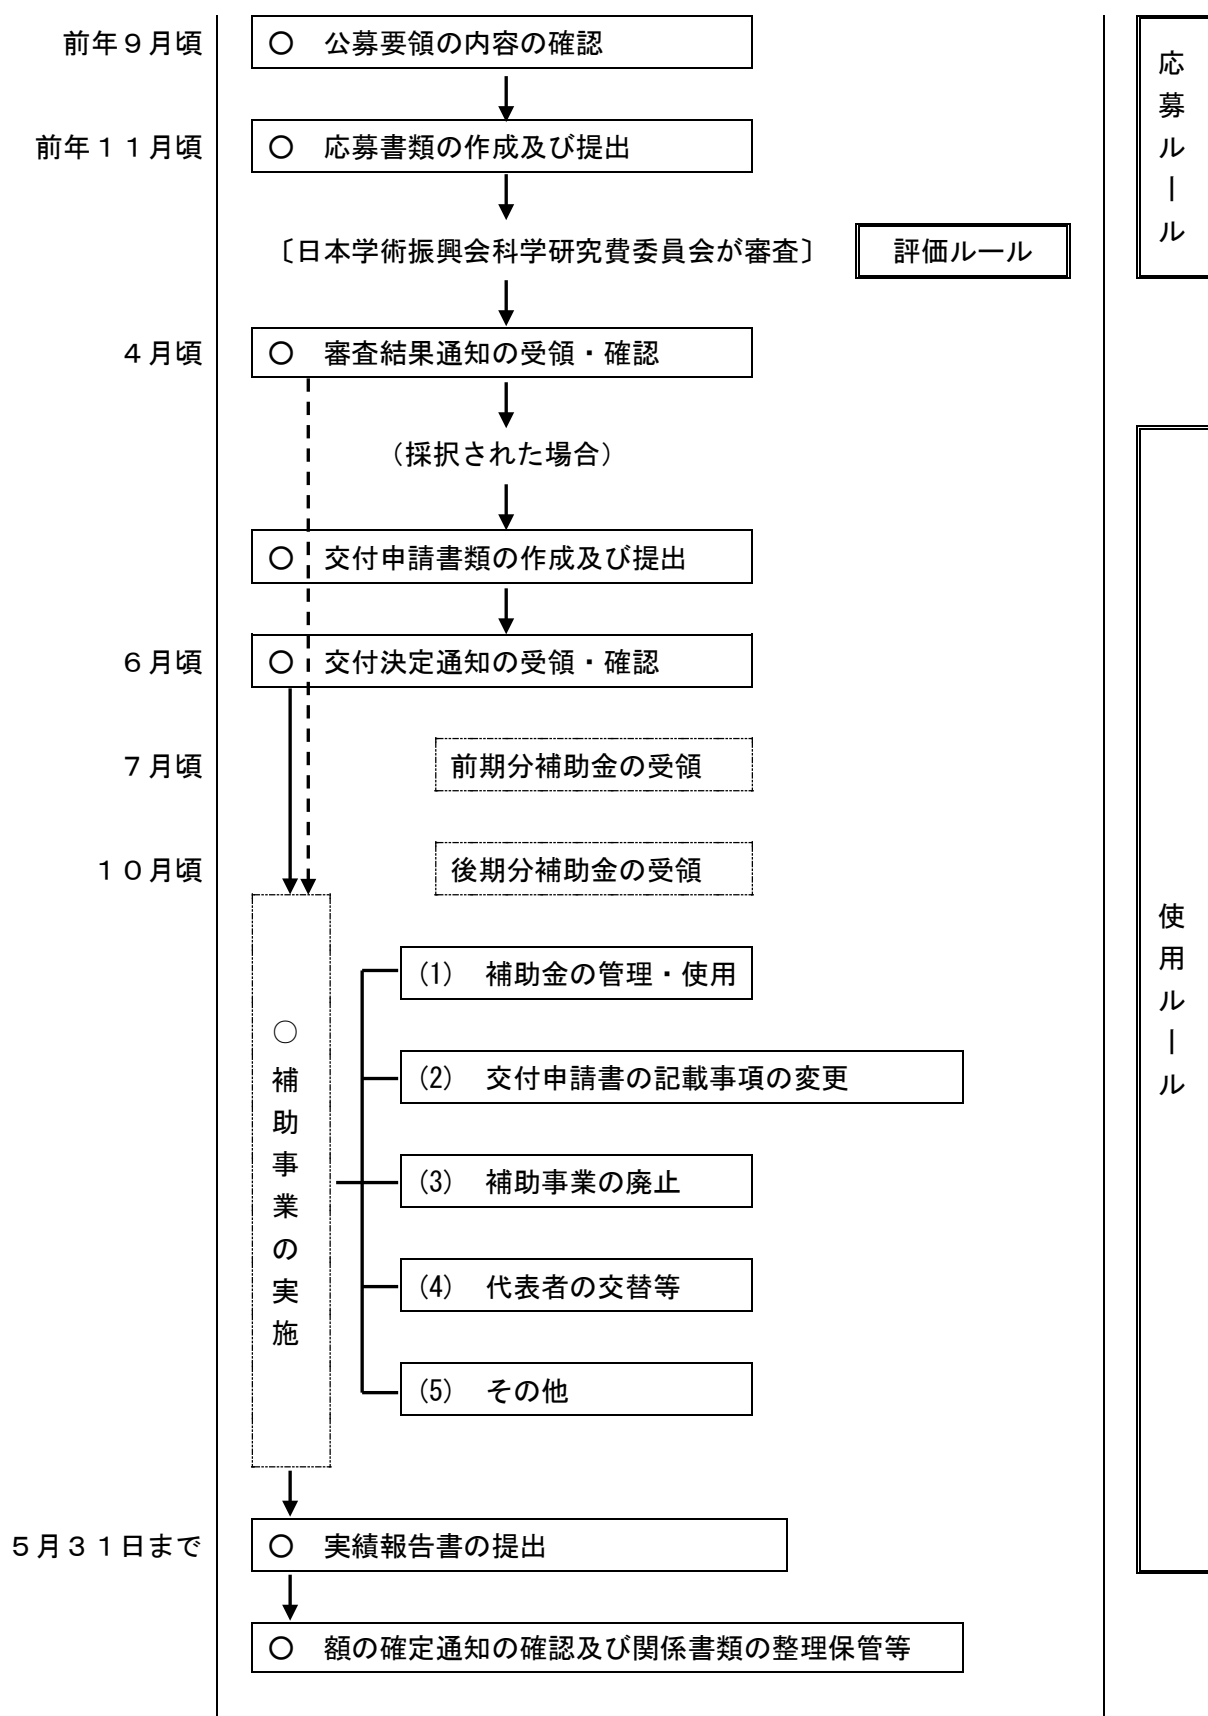 前年９月頃
○　公募要領の内容の確認
前年１１月頃
○　応募書類の作成及び提出
〔日本学術振興会科学研究費委員会が審査〕
評価ルール
応募ルール
４月頃
○　審査結果通知の受領・確認
（採択された場合）
○　交付申請書類の作成及び提出
６月頃
○　交付決定通知の受領・確認
７月頃
前期分補助金の受領
１０月頃
後期分補助金の受領
○補助事業の実施
(1)　補助金の管理・使用
(2)　交付申請書の記載事項の変更
(3)　補助事業の廃止
(4)　代表者の交替等
(5)　その他
使用ルール
５月３１日まで
○　実績報告書の提出
○　額の確定通知の確認及び関係書類の整理保管等